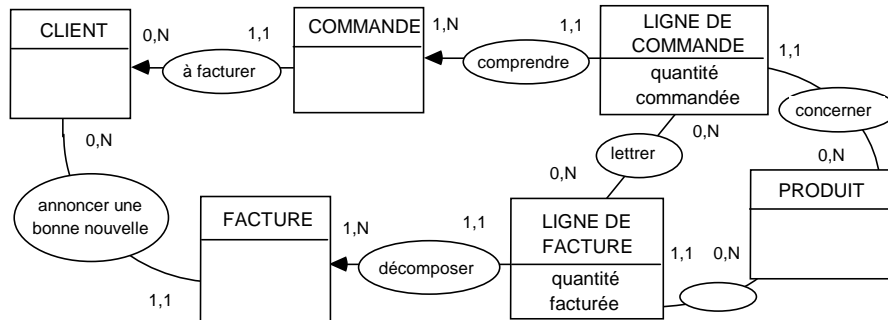 CLIENT
0,N
1,1
à facturer
COMMANDE
1,N
1,1
comprendre
LIGNE DE
COMMANDE
quantité
commandée
1,1
concerner
0,N
0,N
lettrer
0,N
0,N
PRODUIT
annoncer une
bonne nouvelle
1,1
FACTURE
1,N
1,1
décomposer
LIGNE DE
FACTURE
quantité
facturée
1,1
0,N